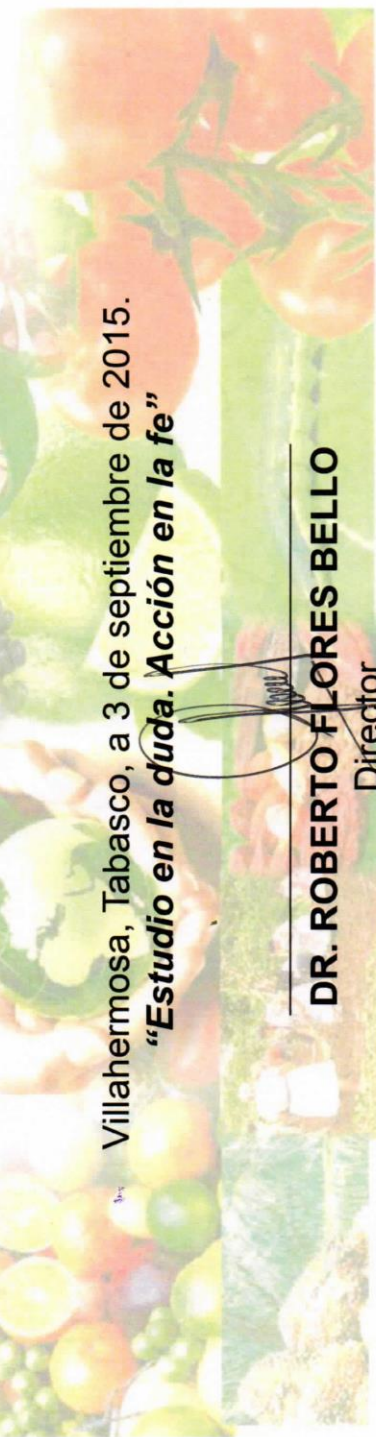 Villahermosa, Tabasco, a 3 de septiembre de 2015.
“Estudio en la duda. Acción en la fe”
DR. ROBERTO FLORES BELLO
Director